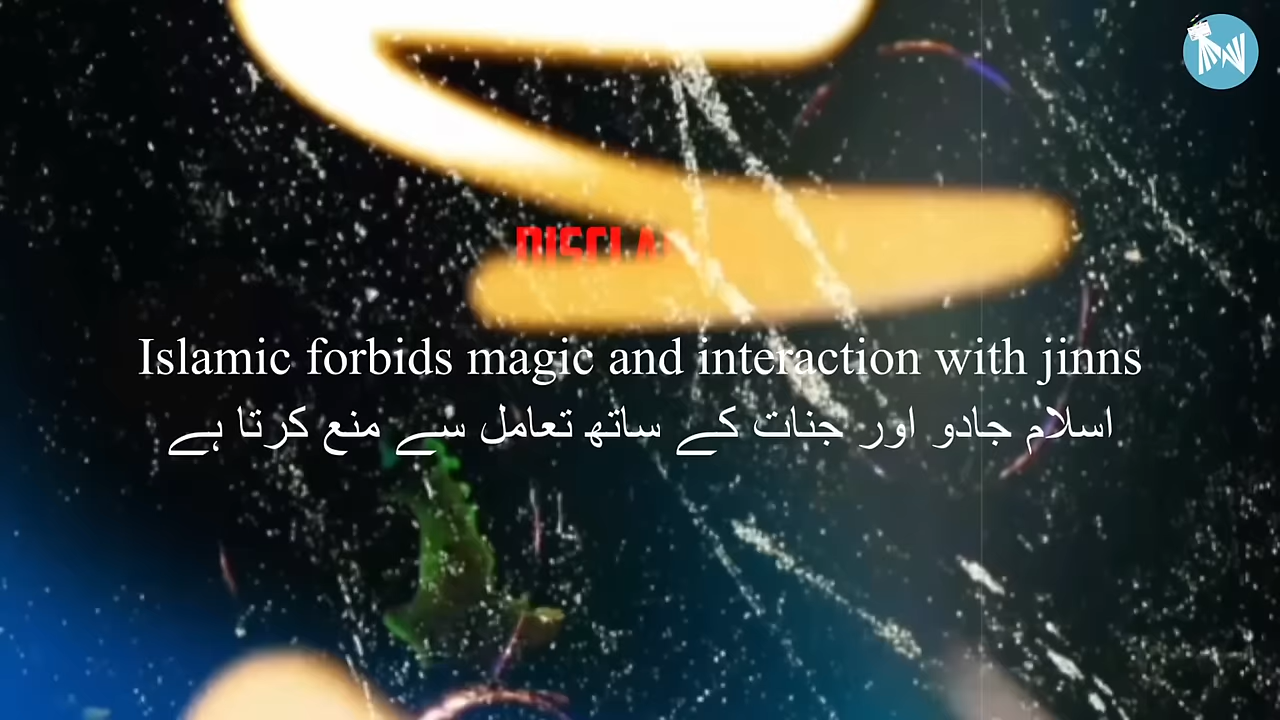 Islamic forbids magic and interaction with jinns
اسلام جادو اور جنات کے ساتھ تعامل سے منع کرتا ہے